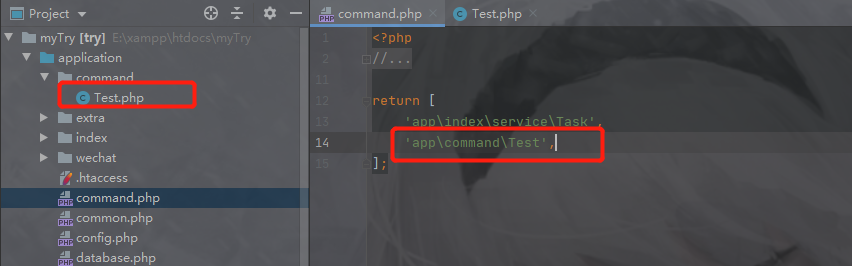 Project
myTry [try] E:\xampp\htdocs\myTry
application
command
Test.php
extra
index
wechat
.htaccess
command.php
common.php
config.php
database.php
command.php
Test.php
1 <?php
2 //...
11
12 return [
13 'app\index\service\Task',
14 'app\command\Test',
15 ];